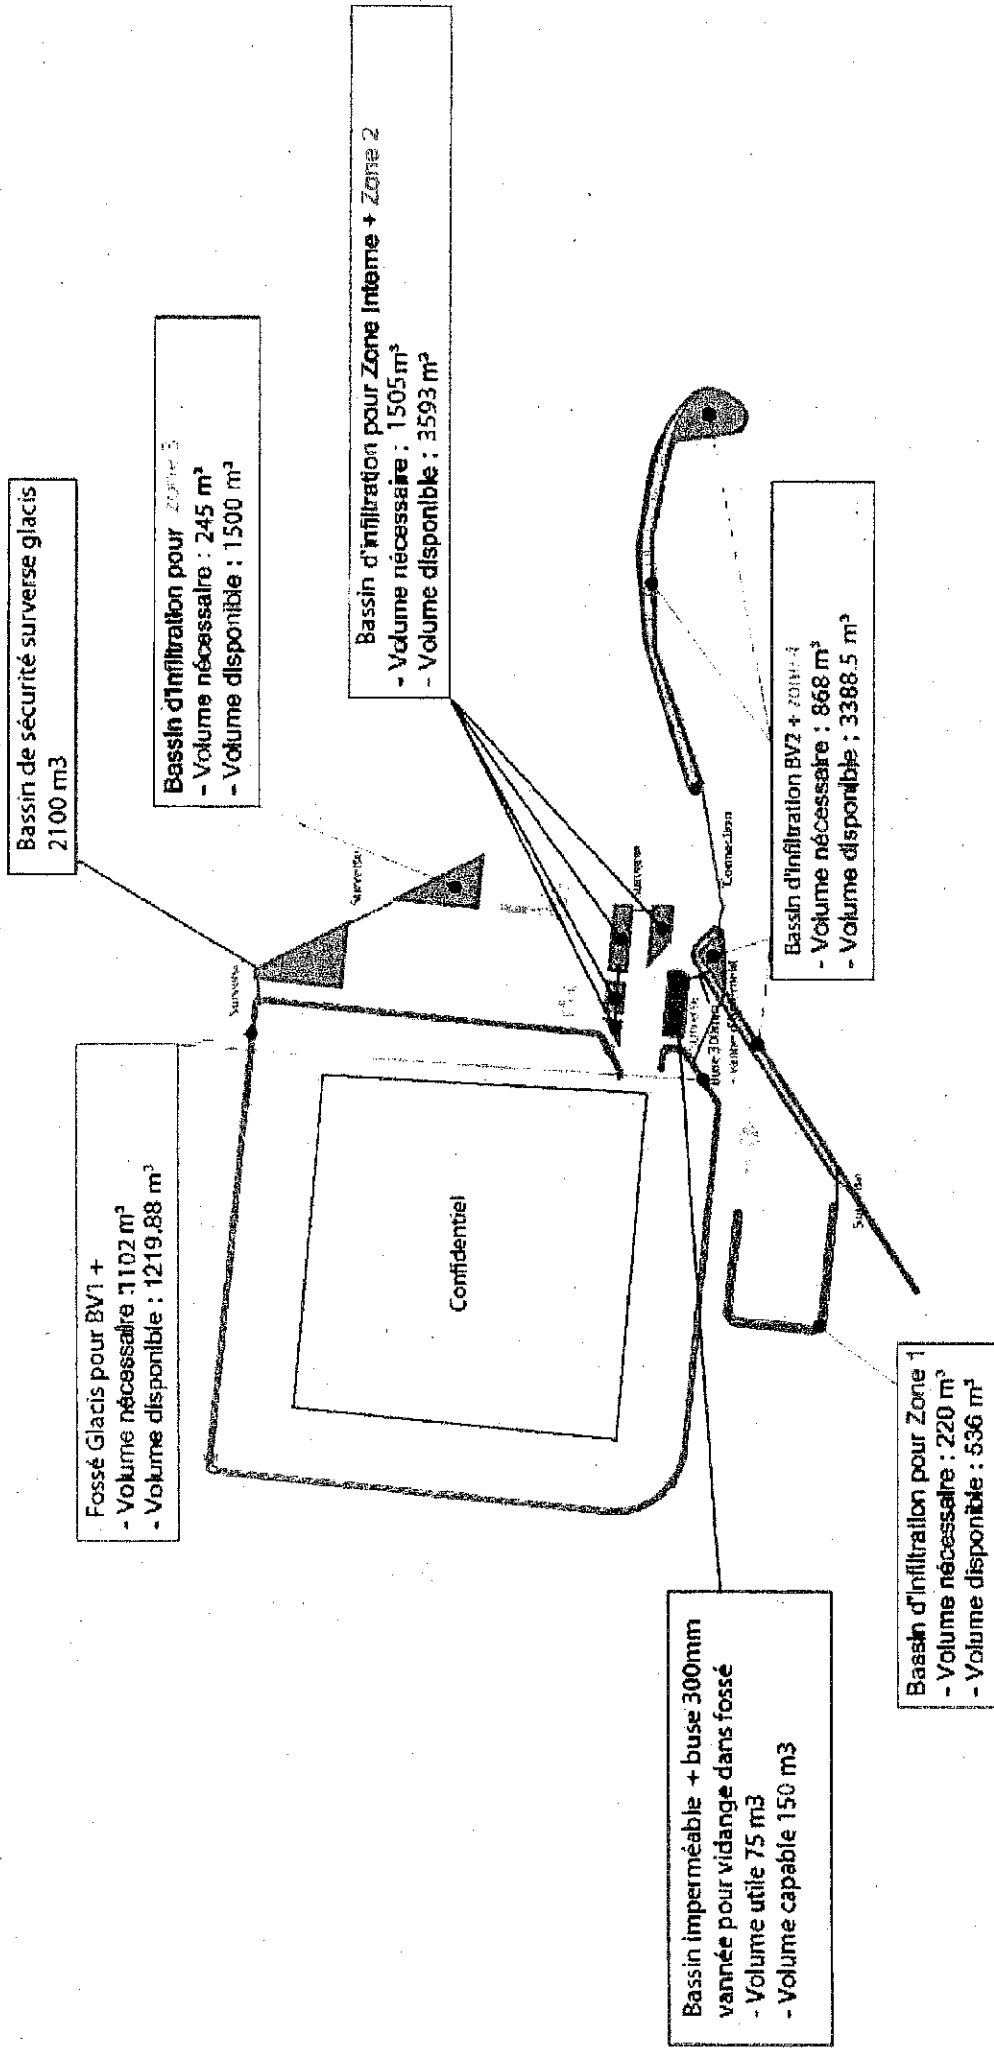 Bassin de sécurité surverse glacis
2100 m3
Bassin d'infiltration pour zone 3
- Volume nécessaire : 245 m³
- Volume disponible : 1500 m³
Bassin d'infiltration pour Zone Interne + Zone 2
- Volume nécessaire : 1505m³
- Volume disponible : 3593 m³
Fossé Glacis pour BV1 +
- Volume nécessaire :1102 m³
- Volume disponible : 1219.88 m³
Surverse
Surverse
Surverse
Confidentiel
Connection
Buse 300mm
Surverse
Bassin d'infiltration BV2 + zone 4
- Volume nécessaire : 868 m³
- Volume disponible : 3388.5 m³
Bassin imperméable + buse 300mm
vannée pour vidange dans fossé
- Volume utile 75 m3
- Volume capable 150 m3
Bassin d'infiltration pour Zone 1
- Volume nécessaire : 220 m³
- Volume disponible : 536 m³